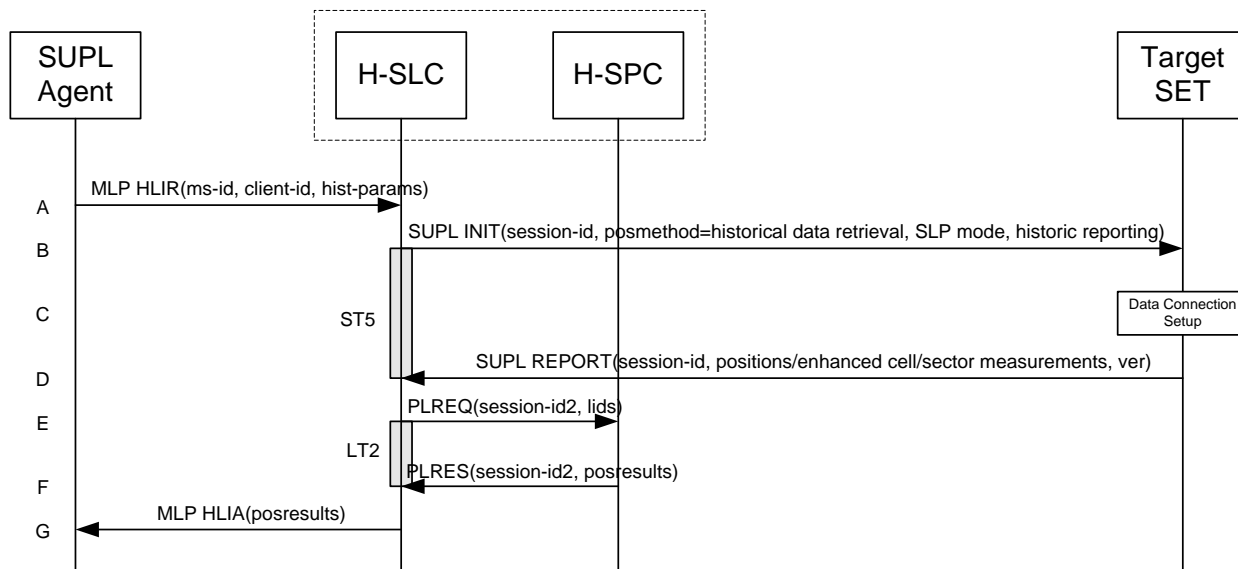 SUPL
Agent
H-SLC
H-SPC
Target
SET
MLP HLIR(ms-id, client-id, hist-params)
A
SUPL INIT(session-id, posmethod=historical data retrieval, SLP mode, historic reporting)
B
Data Connection
Setup
C
ST5
SUPL REPORT(session-id, positions/enhanced cell/sector measurements, ver)
D
PLREQ(session-id2, lids)
E
LT2
PLRES(session-id2, posresults)
F
MLP HLIA(posresults)
G